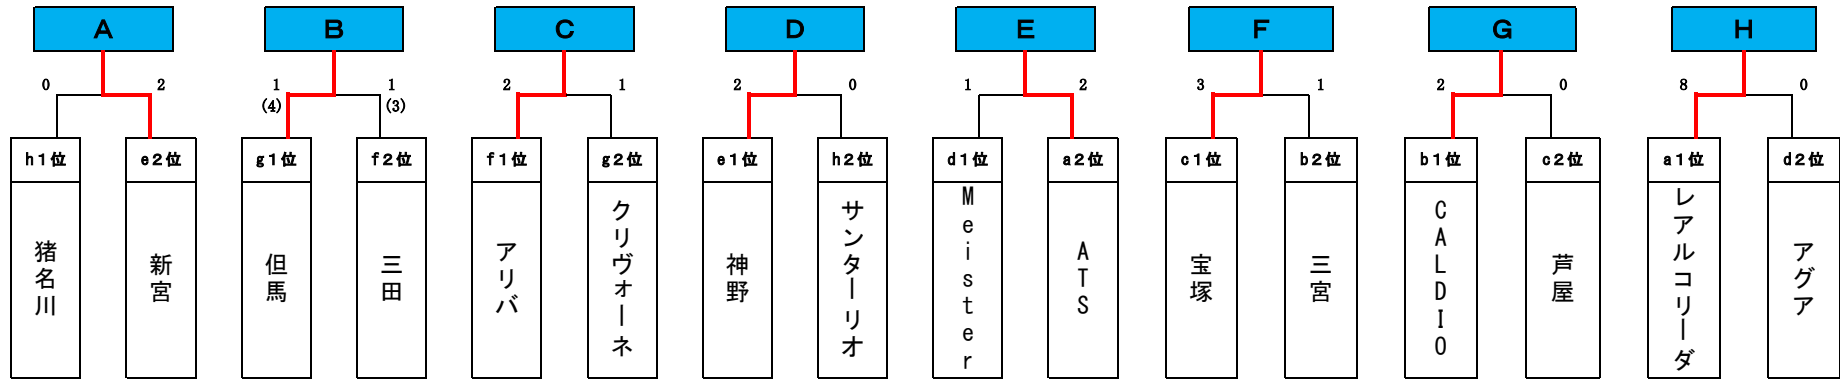 A B C D E F G H
0 2 1 1 2 1 2 0 1 2 3 1 2 0 8 0
(4) (3)
h1位 e2位 g1位 f2位 f1位 g2位 e1位 h2位 d1位 a2位 c1位 b2位 b1位 c2位 a1位 d2位
猪名川
新宮
但馬
三田
アリバ
クリヴォーネ
神野
サンターリオ
Meister
ATS
宝塚
三宮
CALDIO
芦屋
レアルコリーダ
アグア